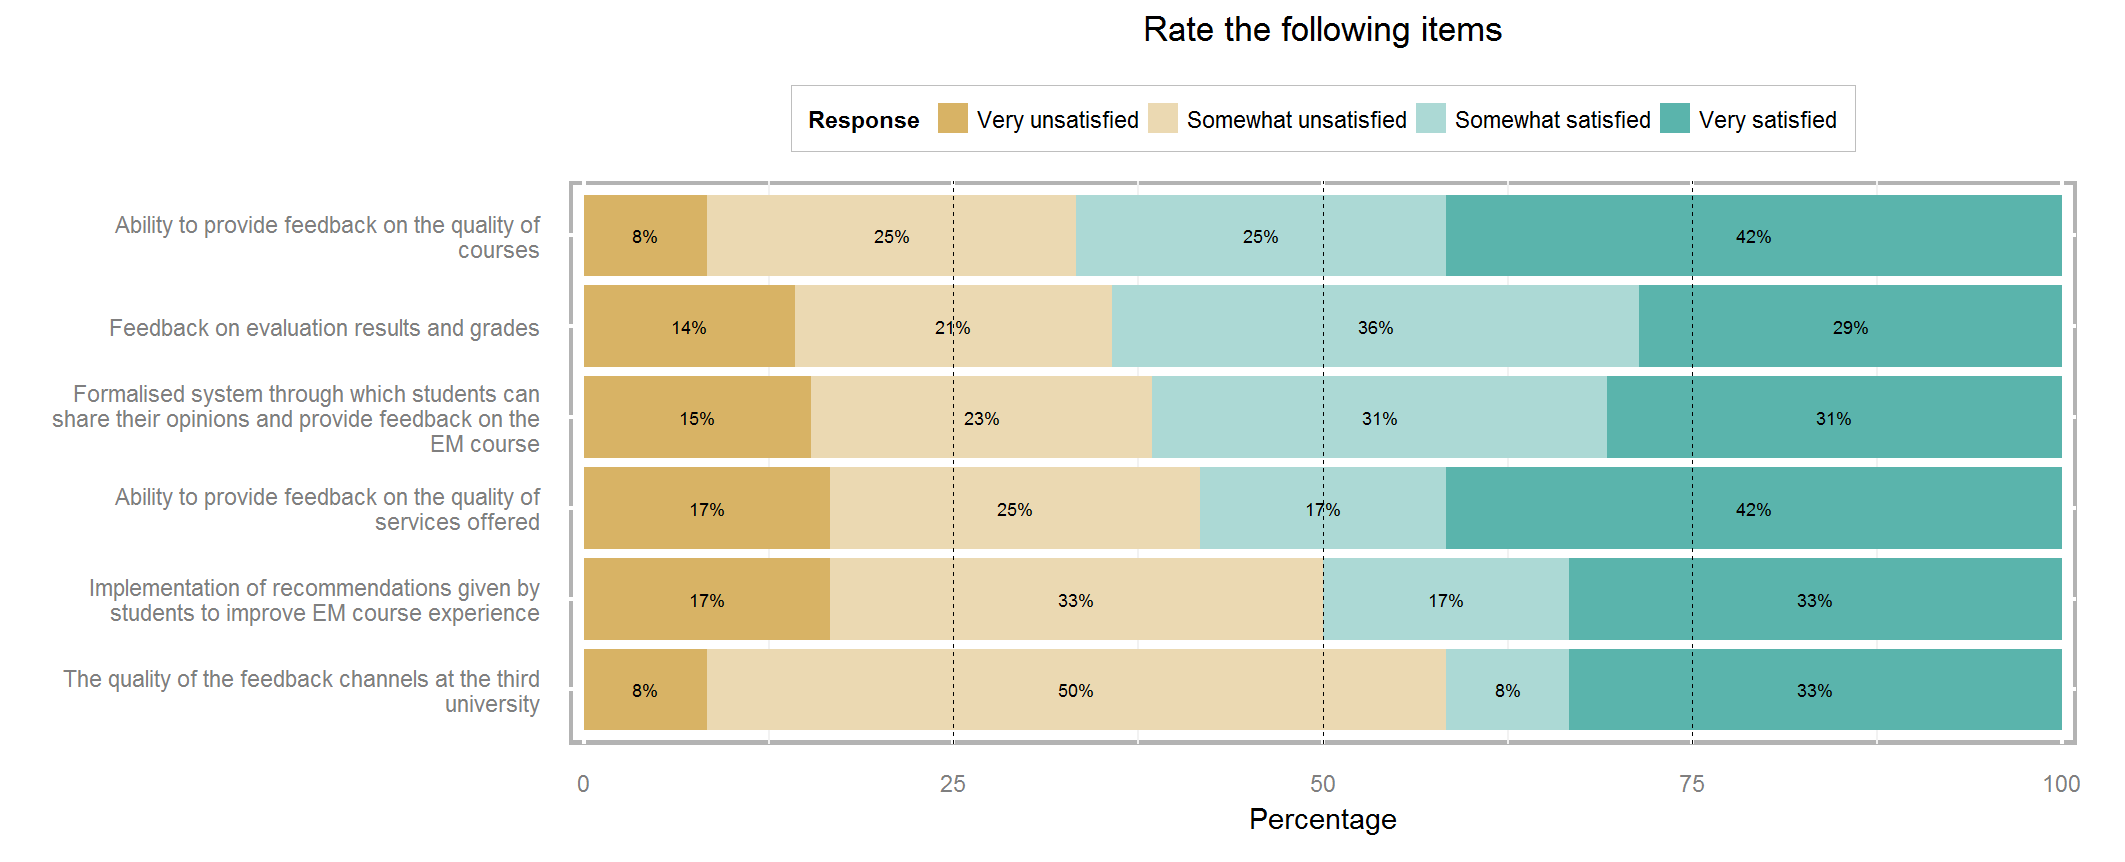 Rate the following items
Response Very unsatisfied Somewhat unsatisfied Somewhat satisfied Very satisfied
Ability to provide feedback on the quality of
courses
8% 25% 25% 42%
Feedback on evaluation results and grades
14% 21% 36% 29%
Formalised system through which students can
share their opinions and provide feedback on the
EM course
15% 23% 31% 31%
Ability to provide feedback on the quality of
services offered
17% 25% 17% 42%
Implementation of recommendations given by
students to improve EM course experience
17% 33% 17% 33%
The quality of the feedback channels at the third
university
8% 50% 8% 33%
0 25 50 75 100
Percentage